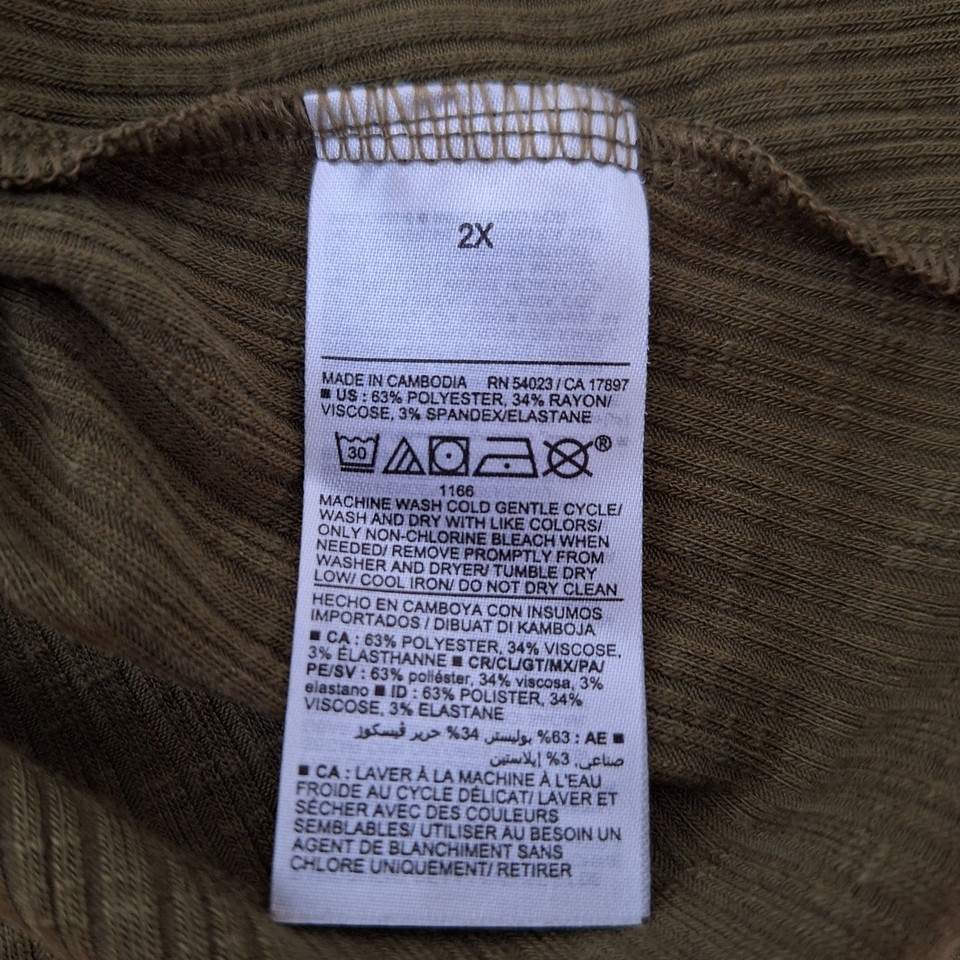 2X
MADE IN CAMBODIA RN 54023 / CA 17897
■ US : 63% POLYESTER, 34% RAYON/
VISCOSE, 3% SPANDEX/ELASTANE
30 ®
1166
MACHINE WASH COLD GENTLE CYCLE/
WASH AND DRY WITH LIKE COLORS/
ONLY NON-CHLORINE BLEACH WHEN
NEEDED/ REMOVE PROMPTLY FROM
WASHER AND DRYER/ TUMBLE DRY
LOW/ COOL IRON/ DO NOT DRY CLEAN
HECHO EN CAMBOYA CON INSUMOS
IMPORTADOS / DIBUAT DI KAMBOJA
■ CA : 63% POLYESTER, 34% VISCOSE,
3% ÉLASTHANNE ■ CR/CL/GT/MX/PA/
PE/SV : 63% poliéster, 34% viscosa, 3%
elastano ■ ID : 63% POLISTER, 34%
VISCOSE, 3% ELASTANE
■ AE : 63% بوليستر, 34% حرير ڤيسكوز
صناعى, 3% إيلاستين
■ CA : LAVER À LA MACHINE À L'EAU
FROIDE AU CYCLE DÉLICAT/ LAVER ET
SÉCHER AVEC DES COULEURS
SEMBLABLES/ UTILISER AU BESOIN UN
AGENT DE BLANCHIMENT SANS
CHLORE UNIQUEMENT/ RETIRER